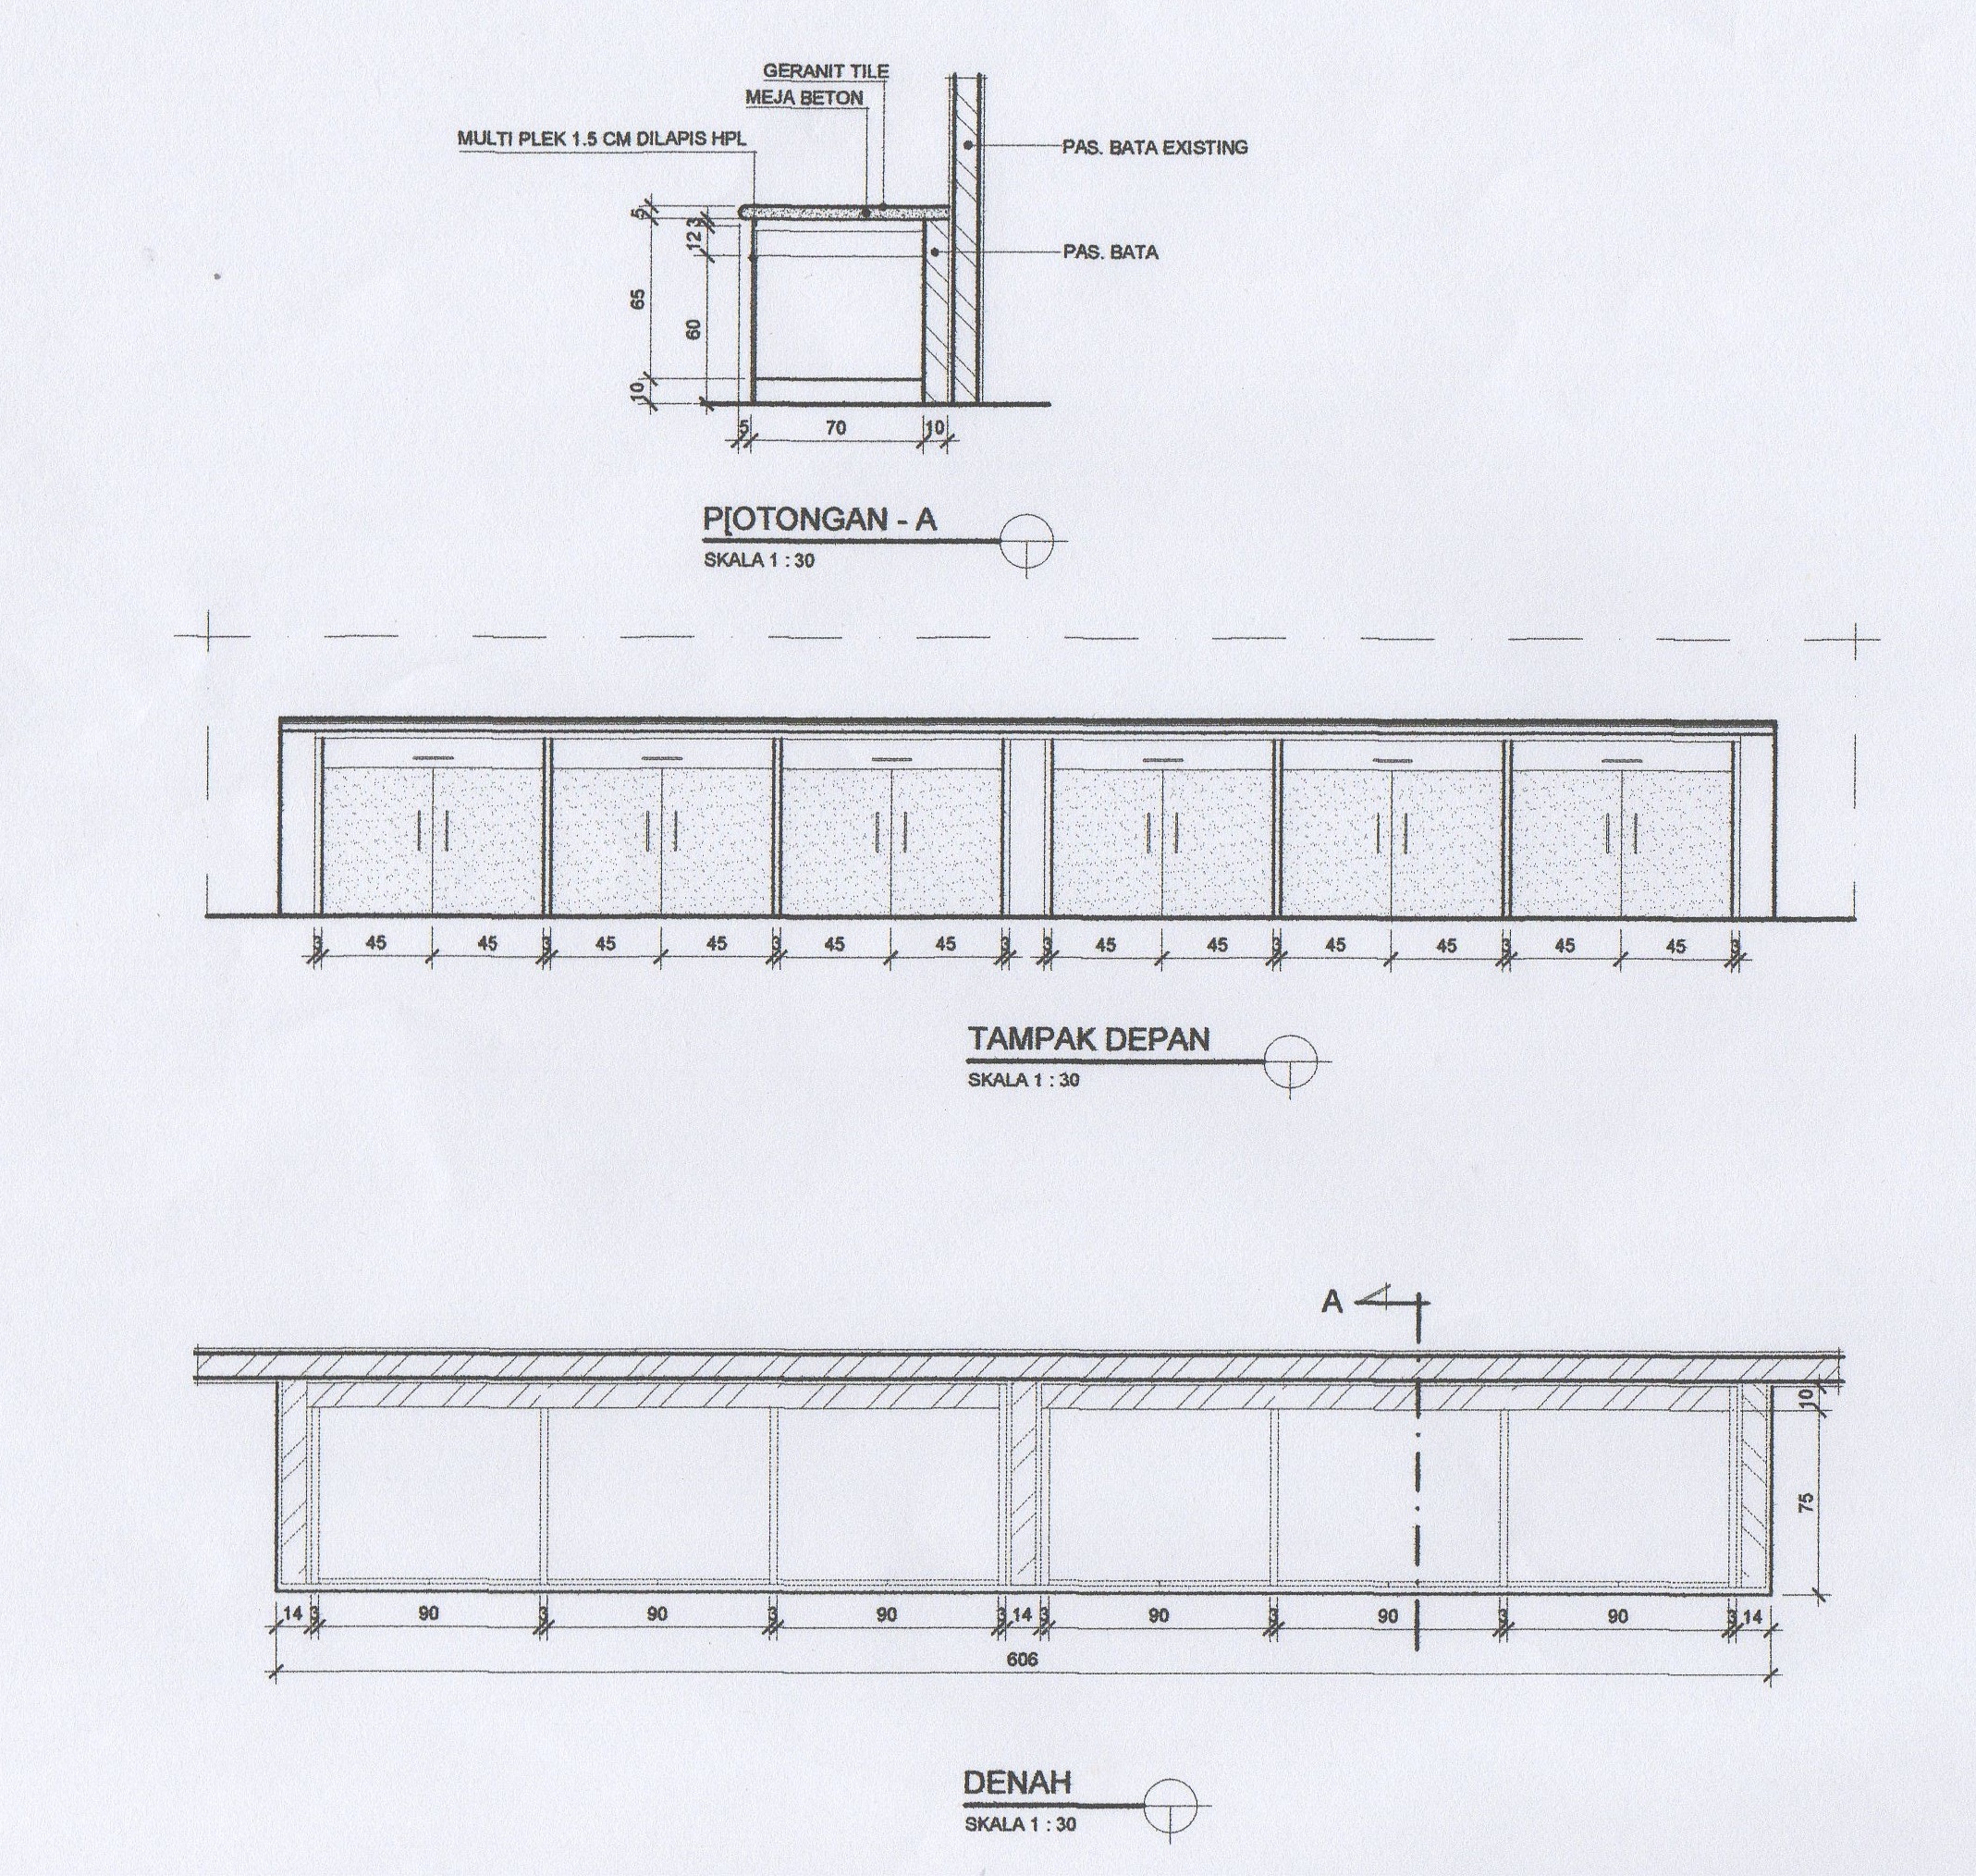 GERANIT TILE
MEJA BETON
MULTI PLEK 1.5 CM DILAPIS HPL
PAS. BATA EXISTING
5
3
12
PAS. BATA
65
60
10
5 70 10
P[OTONGAN - A
SKALA 1 : 30
3 45 45 3 45 45 3 45 45 3 3 45 45 3 45 45 3 45 45 3
TAMPAK DEPAN
SKALA 1 : 30
A
10
75
14 3 90 3 90 3 90 3 14 3 90 3 90 3 90 3 14
606
DENAH
SKALA 1 : 30